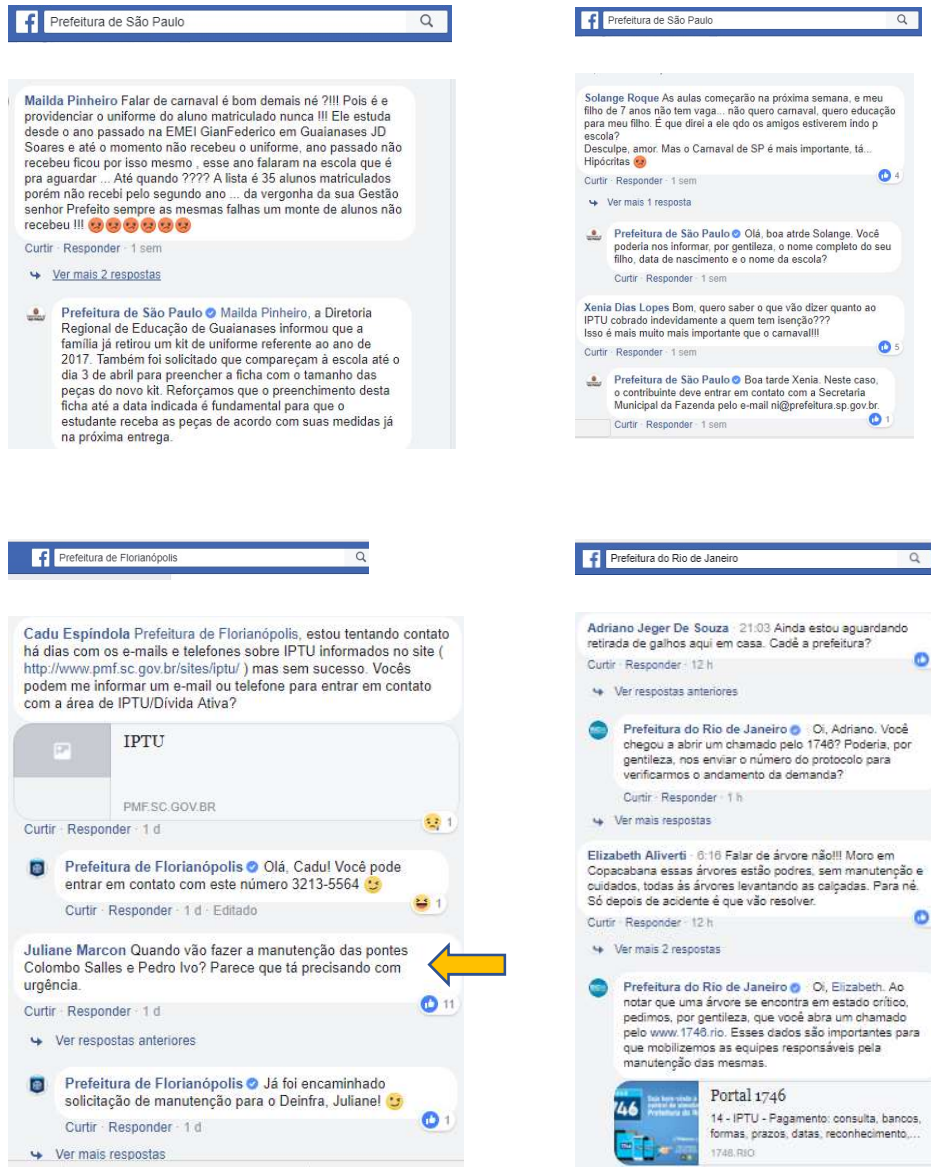 Prefeitura de São Paulo
Mailda Pinheiro Falar de carnaval é bom demais né ?!!! Pois é e
providenciar o uniforme do aluno matriculado nunca !!! Ele estuda
desde o ano passado na EMEI GianFederico em Guaianases JD
Soares e até o momento não recebeu o uniforme, ano passado não
recebeu ficou por isso mesmo , esse ano falaram na escola que é
pra aguardar ... Até quando ???? A lista é 35 alunos matriculados
porém não recebi pelo segundo ano ... da vergonha da sua Gestão
senhor Prefeito sempre as mesmas falhas um monte de alunos não
recebeu !!! 😡😡😡😡😡😡
Curtir · Responder · 1 sem
Ver mais 2 respostas
Prefeitura de São Paulo Mailda Pinheiro, a Diretoria
Regional de Educação de Guaianases informou que a
família já retirou um kit de uniforme referente ao ano de
2017. Também foi solicitado que compareçam à escola até o
dia 3 de abril para preencher a ficha com o tamanho das
peças do novo kit. Reforçamos que o preenchimento desta
ficha até a data indicada é fundamental para que o
estudante receba as peças de acordo com suas medidas já
na próxima entrega.
Prefeitura de São Paulo
Solange Roque As aulas começarão na próxima semana, e meu
filho de 7 anos não tem vaga... não quero carnaval, quero educação
para meu filho. É que direi a ele qdo os amigos estiverem indo p
escola?
Desculpe, amor. Mas o Carnaval de SP é mais importante, tá...
Hipócritas 😡
4
Curtir · Responder · 1 sem
Ver mais 1 resposta
Prefeitura de São Paulo Olá, boa atrde Solange. Você
poderia nos informar, por gentileza, o nome completo do seu
filho, data de nascimento e o nome da escola?
Curtir · Responder · 1 sem
Xenia Dias Lopes Bom, quero saber o que vão dizer quanto ao
IPTU cobrado indevidamente a quem tem isenção???
Isso é mais muito mais importante que o carnaval!!!
5
Curtir · Responder · 1 sem
Prefeitura de São Paulo Boa tarde Xenia. Neste caso,
o contribuinte deve entrar em contato com a Secretaria
Municipal da Fazenda pelo e-mail ni@prefeitura.sp.gov.br.
1
Curtir · Responder · 1 sem
Prefeitura de Florianópolis
Cadu Espíndola Prefeitura de Florianópolis, estou tentando contato
há dias com os e-mails e telefones sobre IPTU informados no site (
http://www.pmf.sc.gov.br/sites/iptu/ ) mas sem sucesso. Vocês
podem me informar um e-mail ou telefone para entrar em contato
com a área de IPTU/Dívida Ativa?
IPTU
PMF.SC.GOV.BR
1
Curtir · Responder · 1 d
Prefeitura de Florianópolis Olá, Cadu! Você pode
entrar em contato com este número 3213-5564 😉
1
Curtir · Responder · 1 d · Editado
Juliane Marcon Quando vão fazer a manutenção das pontes
Colombo Salles e Pedro Ivo? Parece que tá precisando com
urgência.
11
Curtir · Responder · 1 d
Ver respostas anteriores
Prefeitura de Florianópolis Já foi encaminhado
solicitação de manutenção para o Deinfra, Juliane! 😉
1
Curtir · Responder · 1 d
Ver mais respostas
Prefeitura do Rio de Janeiro
Adriano Jeger De Souza · 21:03 Ainda estou aguardando
retirada de galhos aqui em casa. Cadê a prefeitura?
Curtir · Responder · 12 h
Ver respostas anteriores
Prefeitura do Rio de Janeiro Oi, Adriano. Você
chegou a abrir um chamado pelo 1746? Poderia, por
gentileza, nos enviar o número do protocolo para
verificarmos o andamento da demanda?
Curtir · Responder · 1 h
Ver mais respostas
Elizabeth Aliverti · 6:16 Falar de árvore não!!! Moro em
Copacabana essas árvores estão podres, sem manutenção e
cuidados, todas às árvores levantando as calçadas. Para né.
Só depois de acidente é que vão resolver.
Curtir · Responder · 12 h
Ver mais 2 respostas
Prefeitura do Rio de Janeiro Oi, Elizabeth. Ao
notar que uma árvore se encontra em estado crítico,
pedimos, por gentileza, que você abra um chamado
pelo www.1746.rio. Esses dados são importantes para
que mobilizemos as equipes responsáveis pela
manutenção das mesmas.
Portal 1746
14 - IPTU - Pagamento: consulta, bancos,
formas, prazos, datas, reconhecimento,...
1746.RIO